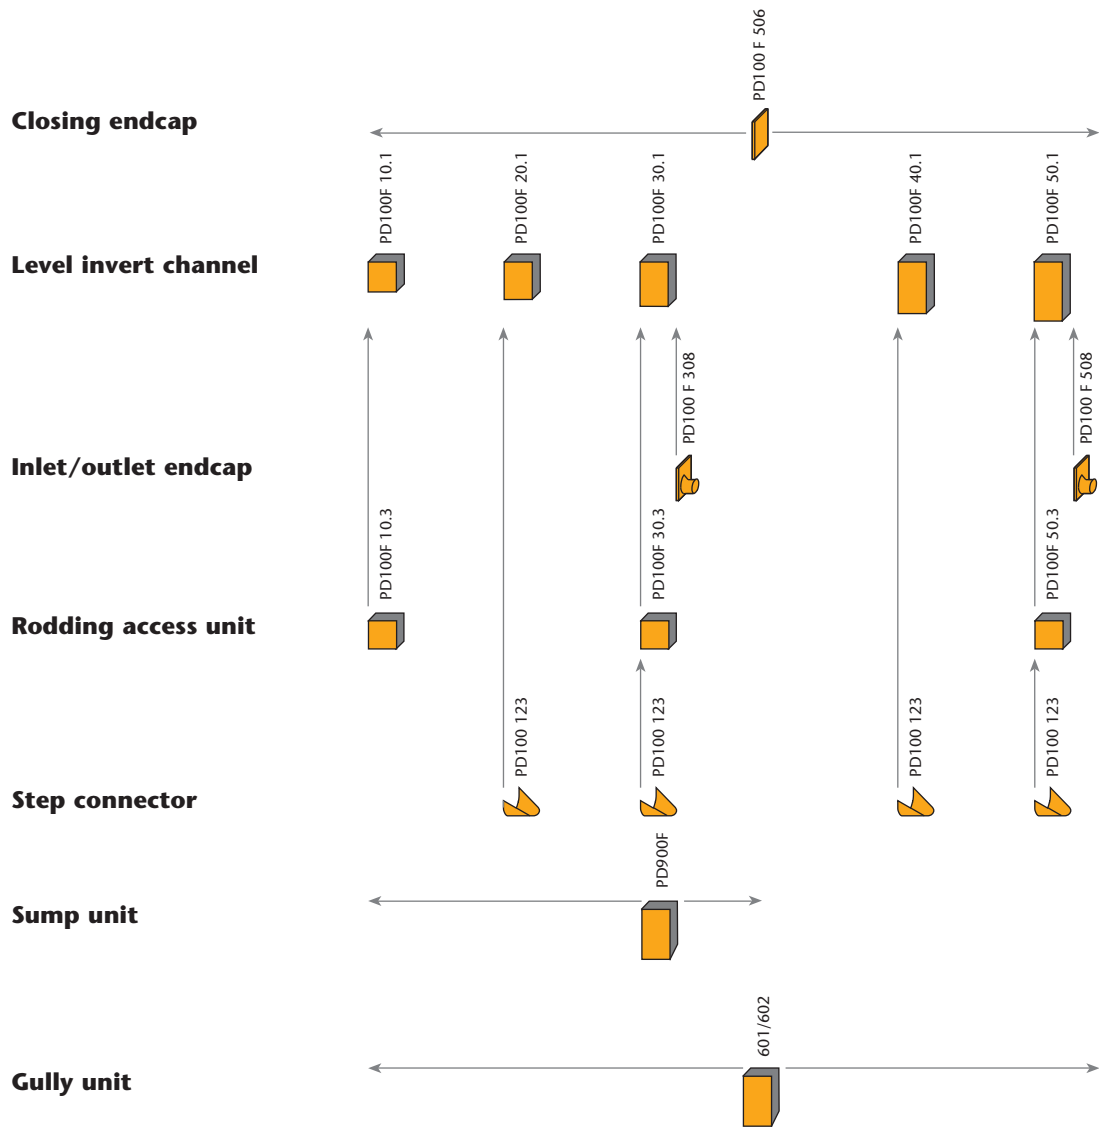 PD100 F 506
Closing endcap
PD100F 10.1
PD100F 20.1
PD100F 30.1
PD100F 40.1
PD100F 50.1
Level invert channel
PD100 F 308
PD100 F 508
Inlet/outlet endcap
PD100F 10.3
PD100F 30.3
PD100F 50.3
Rodding access unit
PD100 123
PD100 123
PD100 123
PD100 123
Step connector
PD900F
Sump unit
601/602
Gully unit